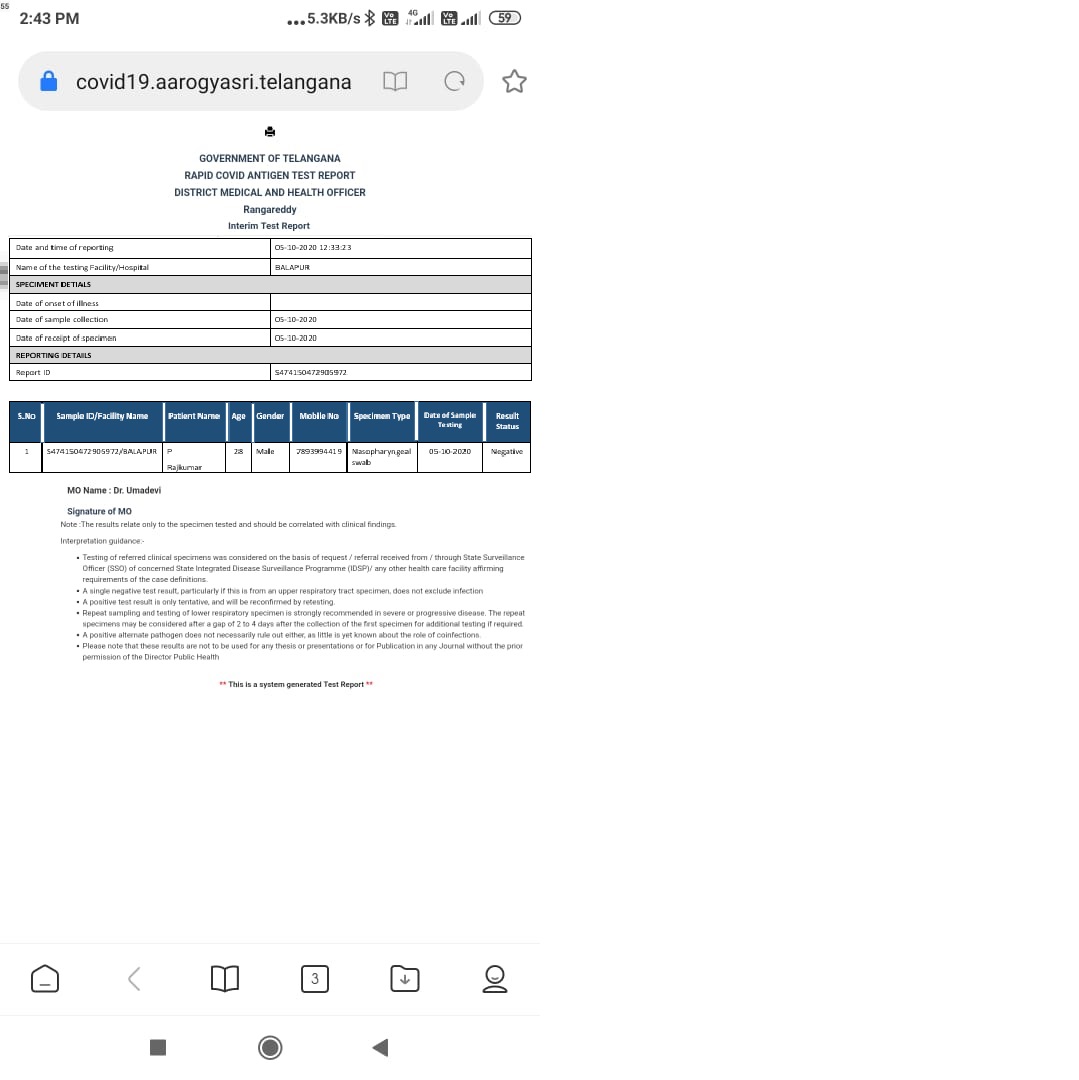 55
2:43 PM
...5.3KB/s Vo LTE 4G Vo LTE 59
covid19.aarogyasri.telangana
GOVERNMENT OF TELANGANA
RAPID COVID ANTIGEN TEST REPORT
DISTRICT MEDICAL AND HEALTH OFFICER
Rangareddy
Interim Test Report
Date and time of reporting 05-10-2020 12:33:23
Name of the testing Facility/Hospital BALAPUR
SPECIMENT DETIALS
Date of onset of illness
Date of sample collection 05-10-2020
Date of receipt of specimen 05-10-2020
REPORTING DETAILS
Report ID S474150472905972
S.No Sample ID/Facility Name Patient Name Age Gender Mobile No Specimen Type Date of Sample Testing Result Status
1 S474150472905972/BALAPUR P Rajikumar 28 Male 7893994419 Nasopharyngeal swab 05-10-2020 Negative
MO Name : Dr. Umadevi
Signature of MO
Note :The results relate only to the specimen tested and should be correlated with clinical findings.
Interpretation guidance:-
• Testing of referred clinical specimens was considered on the basis of request / referral received from / through State Surveillance
Officer (SSO) of concerned State Integrated Disease Surveillance Programme (IDSP)/ any other health care facility affirming
requirements of the case definitions.
• A single negative test result, particularly if this is from an upper respiratory tract specimen, does not exclude infection
• A positive test result is only tentative, and will be reconfirmed by retesting.
• Repeat sampling and testing of lower respiratory specimen is strongly recommended in severe or progressive disease. The repeat
specimens may be considered after a gap of 2 to 4 days after the collection of the first specimen for additional testing if required.
• A positive alternate pathogen does not necessarily rule out either, as little is yet known about the role of coinfections.
• Please note that these results are not to be used for any thesis or presentations or for Publication in any Journal without the prior
permission of the Director Public Health
** This is a system generated Test Report **
3